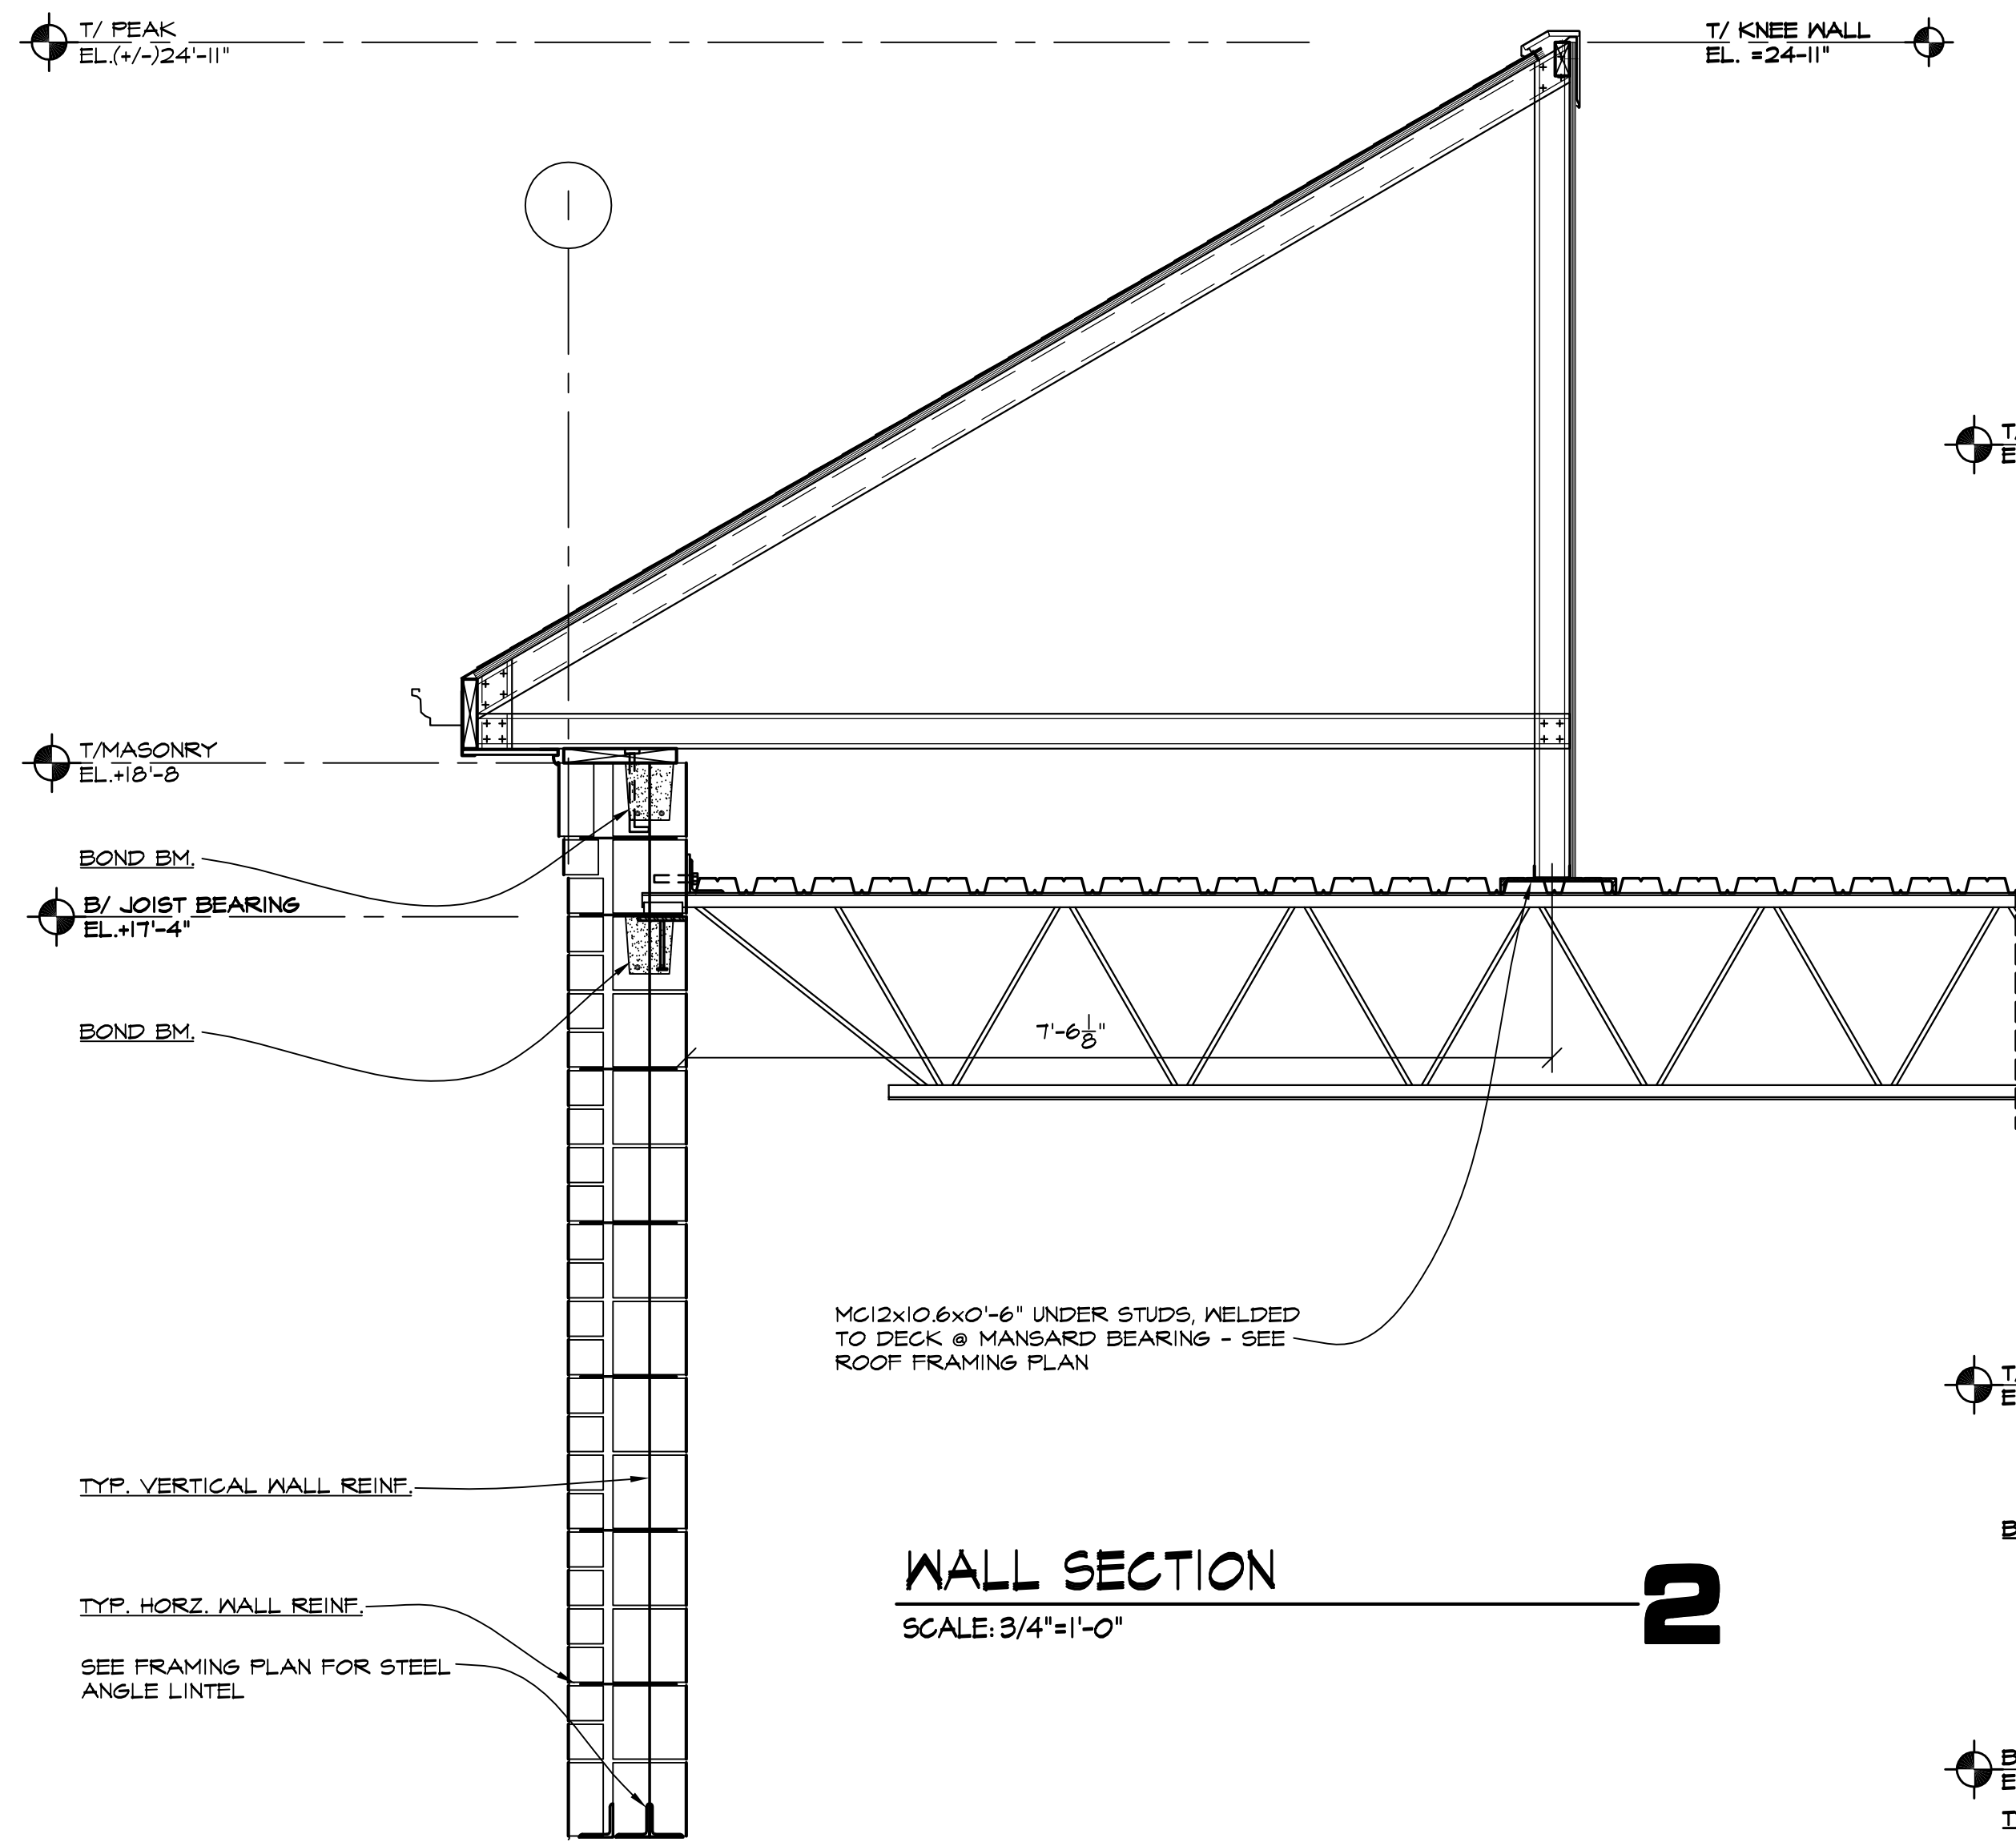 T/ PEAK
EL.(+/-)24'-11"
T/ KNEE WALL
EL. =24-11"
T/MASONRY
EL.+18'-8
BOND BM.
B/ JOIST BEARING
EL.+17'-4"
BOND BM.
7'-6 1/8"
MC12x10.6x0'-6" UNDER STUDS, WELDED
TO DECK @ MANSARD BEARING - SEE
ROOF FRAMING PLAN
TYP. VERTICAL WALL REINF.
WALL SECTION
2
SCALE: 3/4"=1'-0"
TYP. HORZ. WALL REINF.
SEE FRAMING PLAN FOR STEEL
ANGLE LINTEL